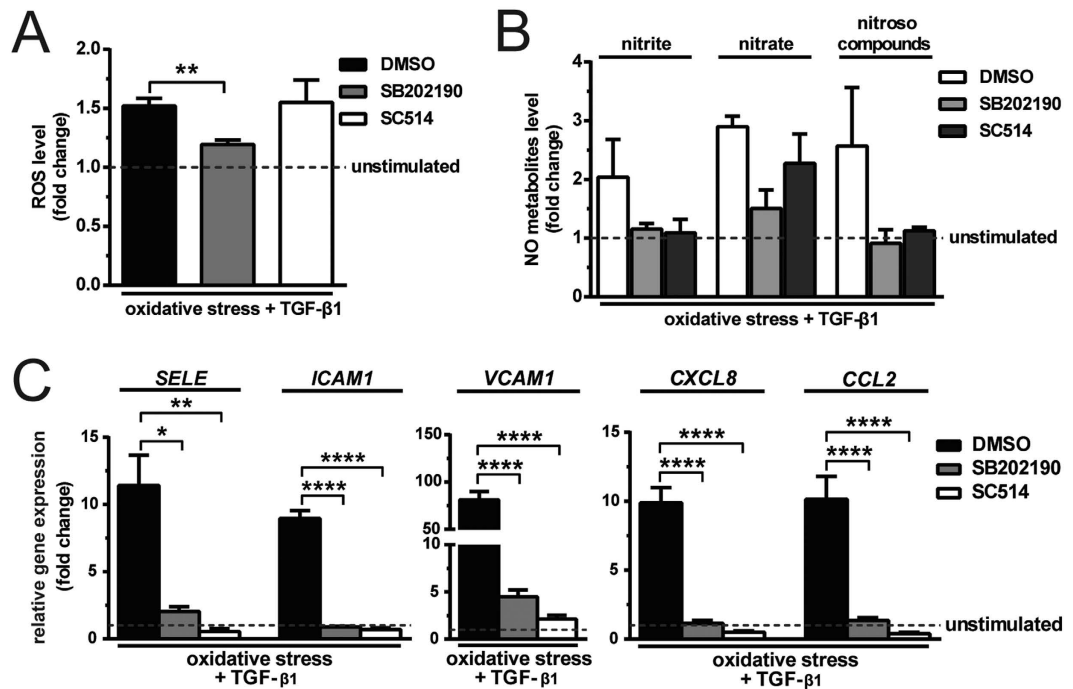 A
ROS level
(fold change)
2.0
1.5
1.0
0.5
0.0
**
DMSO
SB202190
SC514
unstimulated
oxidative stress + TGF-β1
B
NO metabolites level
(fold change)
4
3
2
1
0
nitrite
nitrate
nitroso
compounds
DMSO
SB202190
SC514
unstimulated
oxidative stress + TGF-β1
C
relative gene expression
(fold change)
SELE
ICAM1
15
10
5
0
**
*
****
****
oxidative stress
+ TGF-β1
VCAM1
150
100
75
50
10
5
0
****
****
oxidative stress
+ TGF-β1
CXCL8
CCL2
15
10
5
0
****
****
****
****
DMSO
SB202190
SC514
unstimulated
oxidative stress
+ TGF-β1